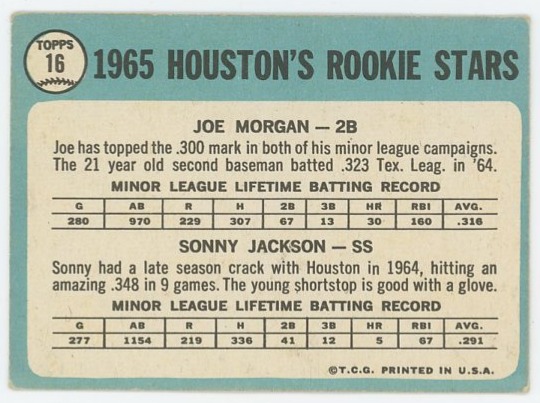 TOPPS
16
1965 HOUSTON'S ROOKIE STARS
JOE MORGAN — 2B
Joe has topped the .300 mark in both of his minor league campaigns.
The 21 year old second baseman batted .323 Tex. Leag. in '64.
MINOR LEAGUE LIFETIME BATTING RECORD
G AB R H 2B 3B HR RBI AVG.
280 970 229 307 67 13 30 160 .316
SONNY JACKSON — SS
Sonny had a late season crack with Houston in 1964, hitting an
amazing .348 in 9 games. The young shortstop is good with a glove.
MINOR LEAGUE LIFETIME BATTING RECORD
G AB R H 2B 3B HR RBI AVG.
277 1154 219 336 41 12 5 67 .291
©T.C.G. PRINTED IN U.S.A.